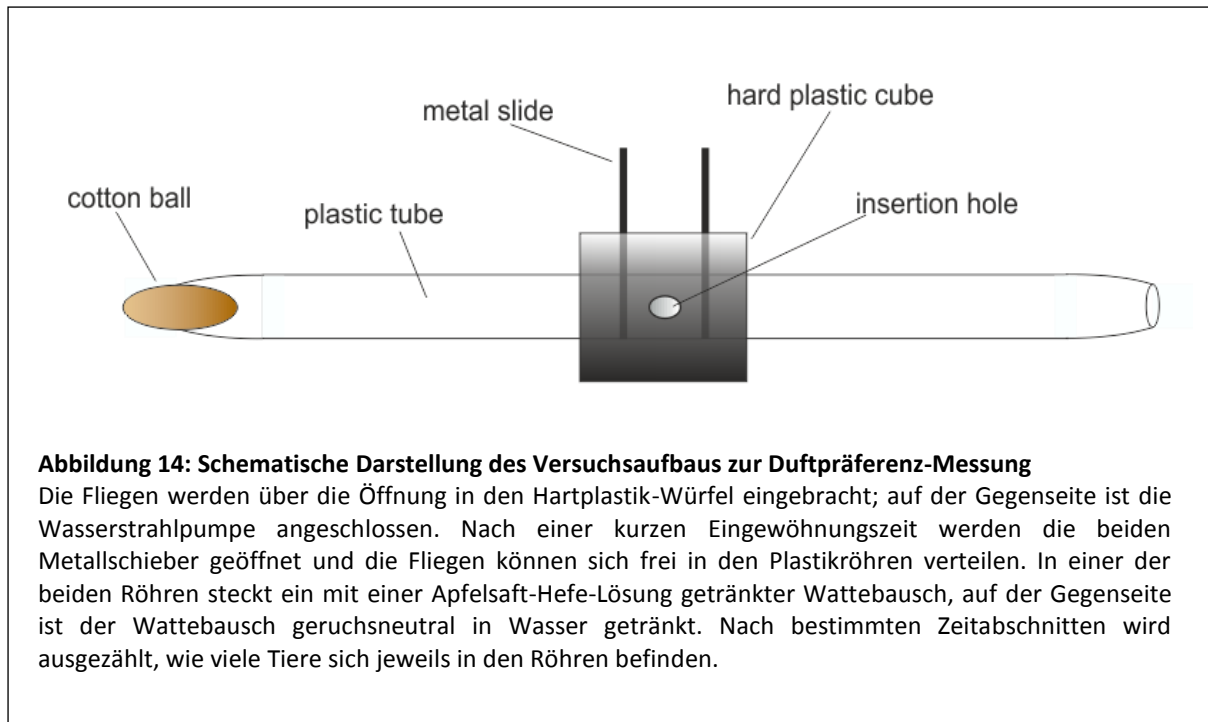 metal slide
hard plastic cube
cotton ball
plastic tube
insertion hole
Abbildung 14: Schematische Darstellung des Versuchsaufbaus zur Duftpräferenz-Messung
Die Fliegen werden über die Öffnung in den Hartplastik-Würfel eingebracht; auf der Gegenseite ist die
Wasserstrahlpumpe angeschlossen. Nach einer kurzen Eingewöhnungszeit werden die beiden
Metallschieber geöffnet und die Fliegen können sich frei in den Plastikröhren verteilen. In einer der
beiden Röhren steckt ein mit einer Apfelsaft-Hefe-Lösung getränkter Wattebausch, auf der Gegenseite
ist der Wattebausch geruchsneutral in Wasser getränkt. Nach bestimmten Zeitabschnitten wird
ausgezählt, wie viele Tiere sich jeweils in den Röhren befinden.